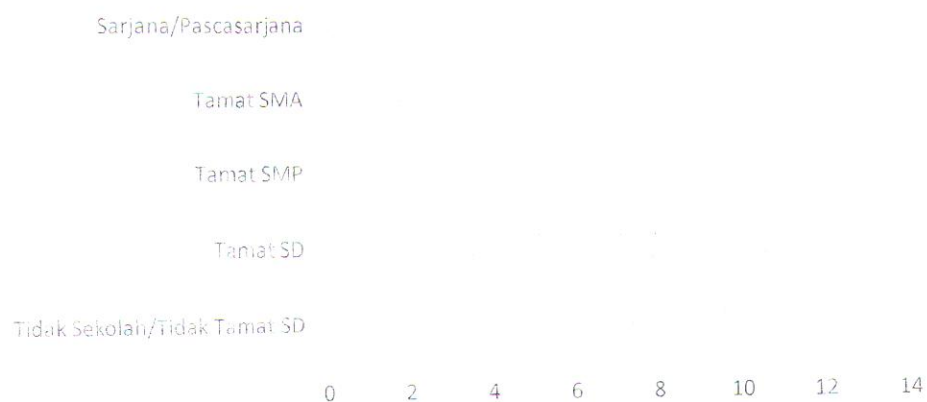 Sarjana/Pascasarjana
Tamat SMA
Tamat SMP
Tamat SD
Tidak Sekolah/Tidak Tamat SD
0 2 4 6 8 10 12 14